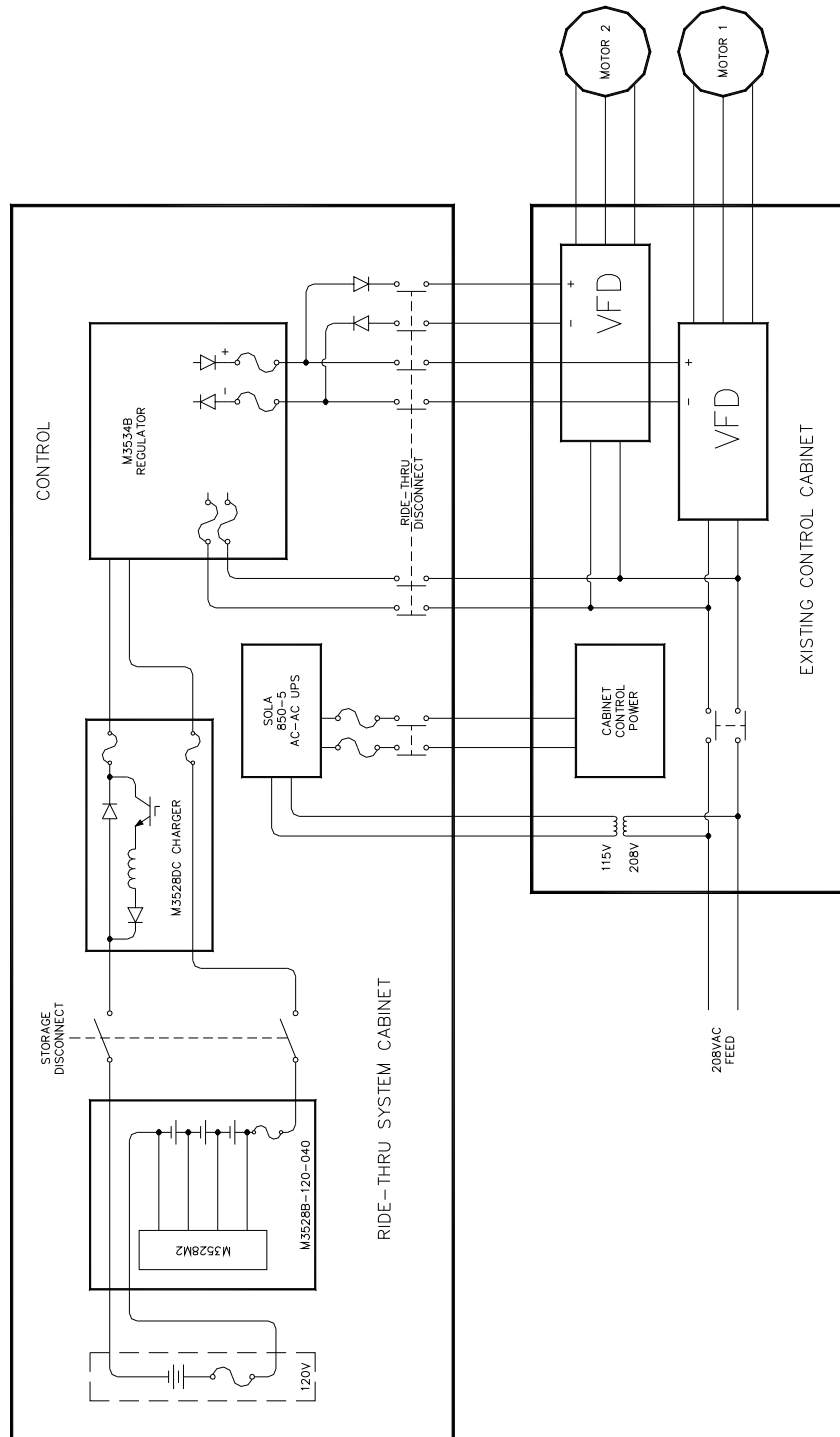 CONTROL
RIDE-THRU SYSTEM CABINET
EXISTING CONTROL CABINET
120V
M3528M2
M3528B-120-040
STORAGE
DISCONNECT
M3528DC CHARGER
SOLA
850-5
AC-AC UPS
M3534B
REGULATOR
+
-
RIDE-THRU
DISCONNECT
208VAC
FEED
115V
208V
CABINET
CONTROL
POWER
+
-
VFD
+
-
VFD
MOTOR 2
MOTOR 1